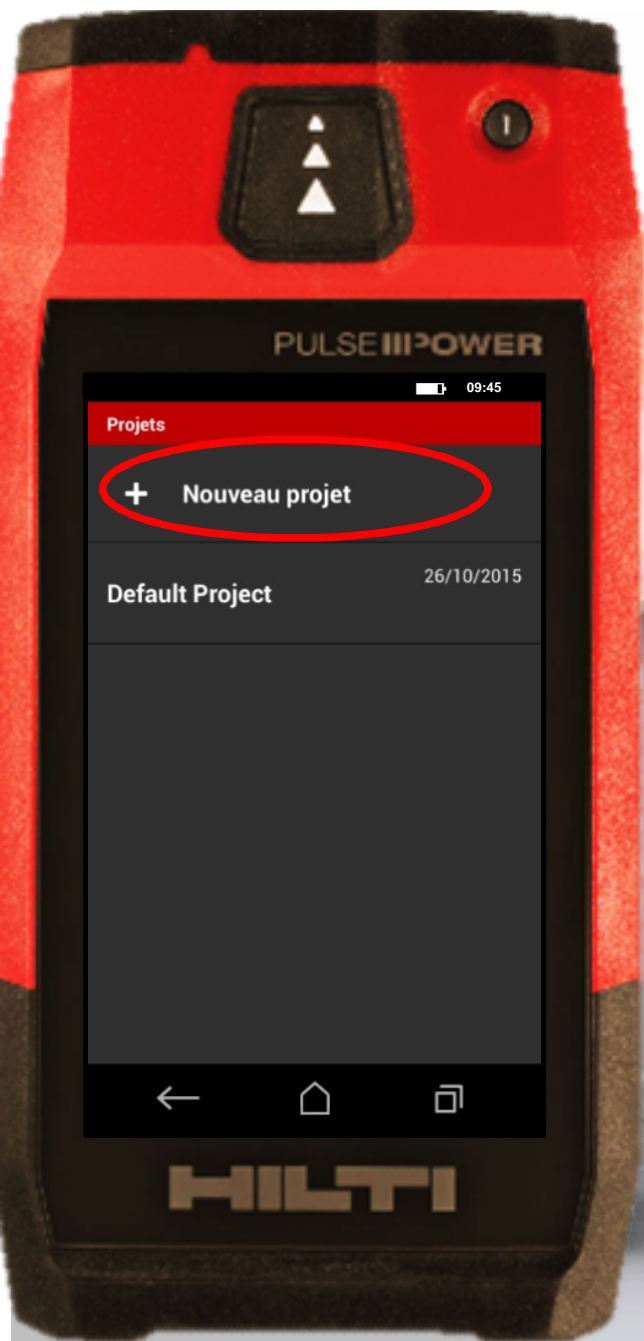 PULSE POWER
09:45
Projets
+ Nouveau projet
26/10/2015
Default Project
HILTI